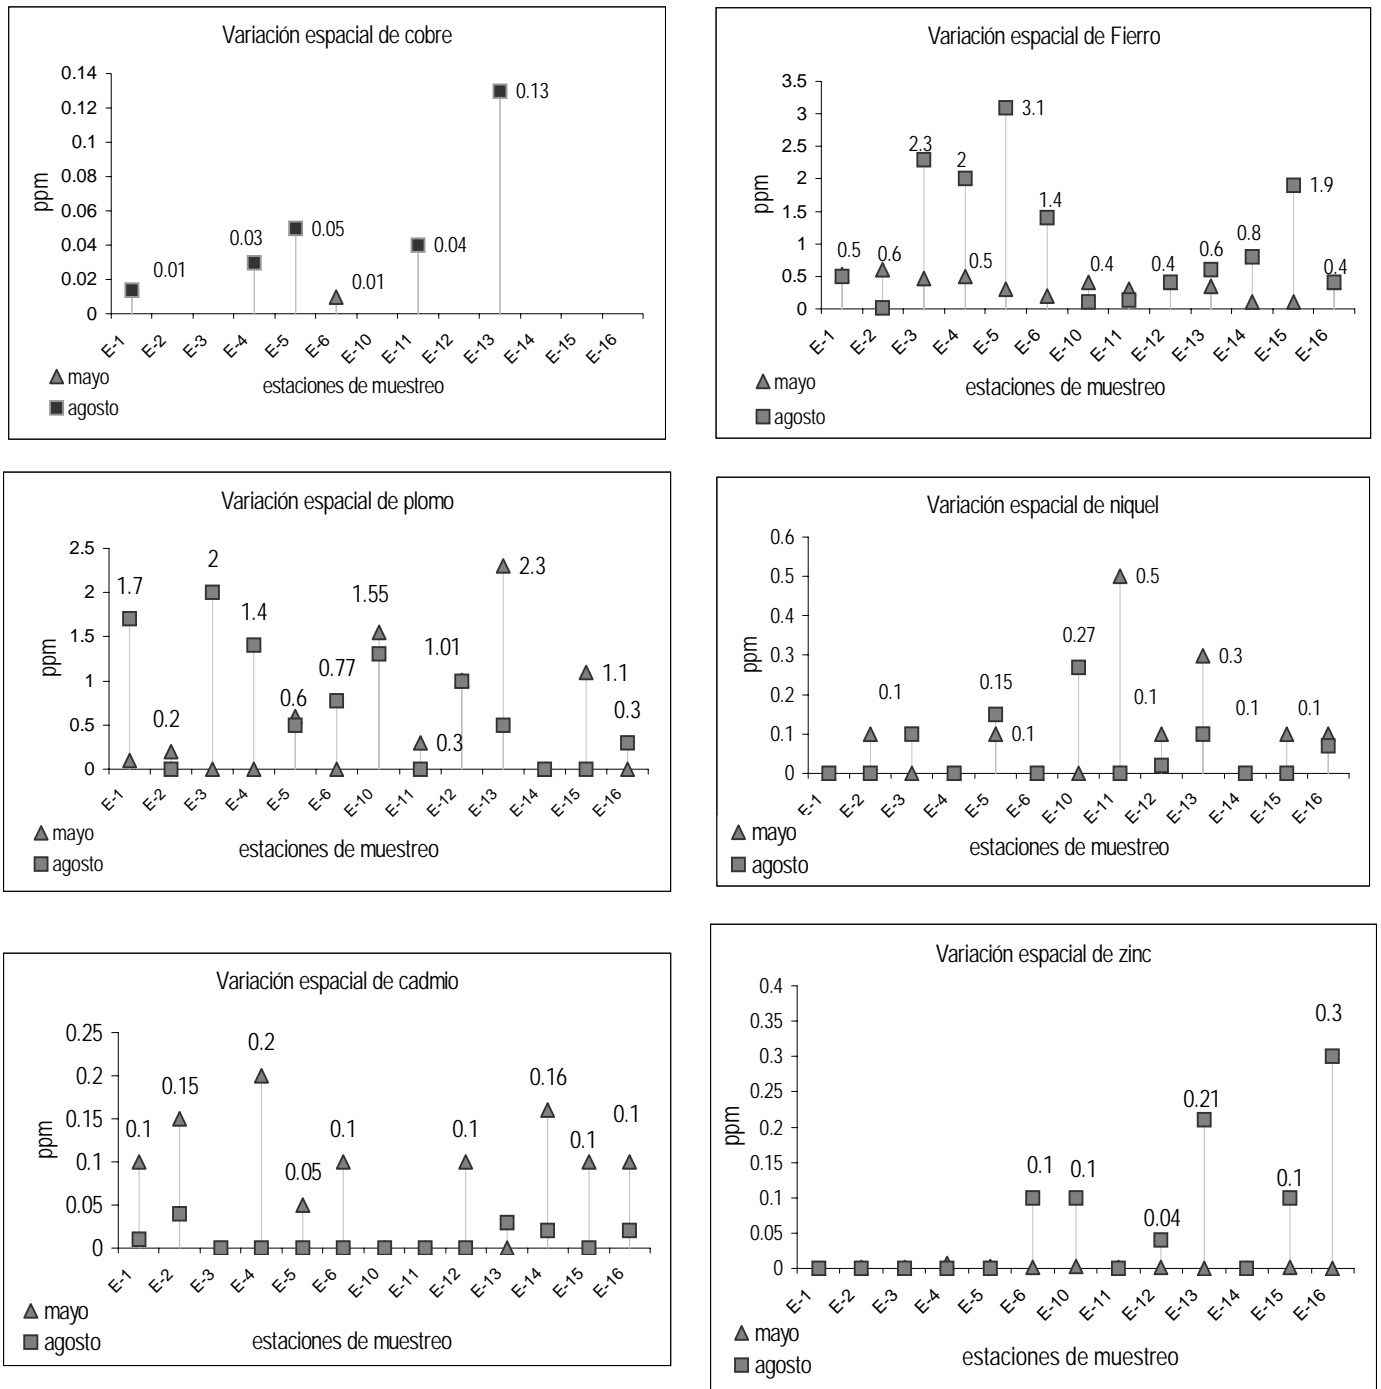 Variación espacial de cobre
0.14
0.12
0.1
0.08
0.06
0.04
0.02
0
ppm
0.01
0.03
0.05
0.01
0.04
0.13
E-1
E-2
E-3
E-4
E-5
E-6
E-10
E-11
E-12
E-13
E-14
E-15
E-16
estaciones de muestreo
mayo
agosto
Variación espacial de Fierro
3.5
3
2.5
2
1.5
1
0.5
0
ppm
0.5
0.6
2.3
2
0.5
3.1
1.4
0.4
0.4
0.6
0.8
1.9
0.4
E-1
E-2
E-3
E-4
E-5
E-6
E-10
E-11
E-12
E-13
E-14
E-15
E-16
estaciones de muestreo
mayo
agosto
Variación espacial de plomo
2.5
2
1.5
1
0.5
0
ppm
1.7
0.2
2
1.4
0.6
0.77
1.55
0.3
1.01
2.3
1.1
0.3
E-1
E-2
E-3
E-4
E-5
E-6
E-10
E-11
E-12
E-13
E-14
E-15
E-16
estaciones de muestreo
mayo
agosto
Variación espacial de niquel
0.6
0.5
0.4
0.3
0.2
0.1
0
ppm
0.1
0.15
0.1
0.27
0.5
0.1
0.3
0.1
0.1
E-1
E-2
E-3
E-4
E-5
E-6
E-10
E-11
E-12
E-13
E-14
E-15
E-16
estaciones de muestreo
mayo
agosto
Variación espacial de cadmio
0.25
0.2
0.15
0.1
0.05
0
ppm
0.1
0.15
0.2
0.05
0.1
0.1
0.16
0.1
0.1
E-1
E-2
E-3
E-4
E-5
E-6
E-10
E-11
E-12
E-13
E-14
E-15
E-16
estaciones de muestreo
mayo
agosto
Variación espacial de zinc
0.4
0.35
0.3
0.25
0.2
0.15
0.1
0.05
0
ppm
0.1
0.1
0.04
0.21
0.1
0.3
E-1
E-2
E-3
E-4
E-5
E-6
E-10
E-11
E-12
E-13
E-14
E-15
E-16
estaciones de muestreo
mayo
agosto